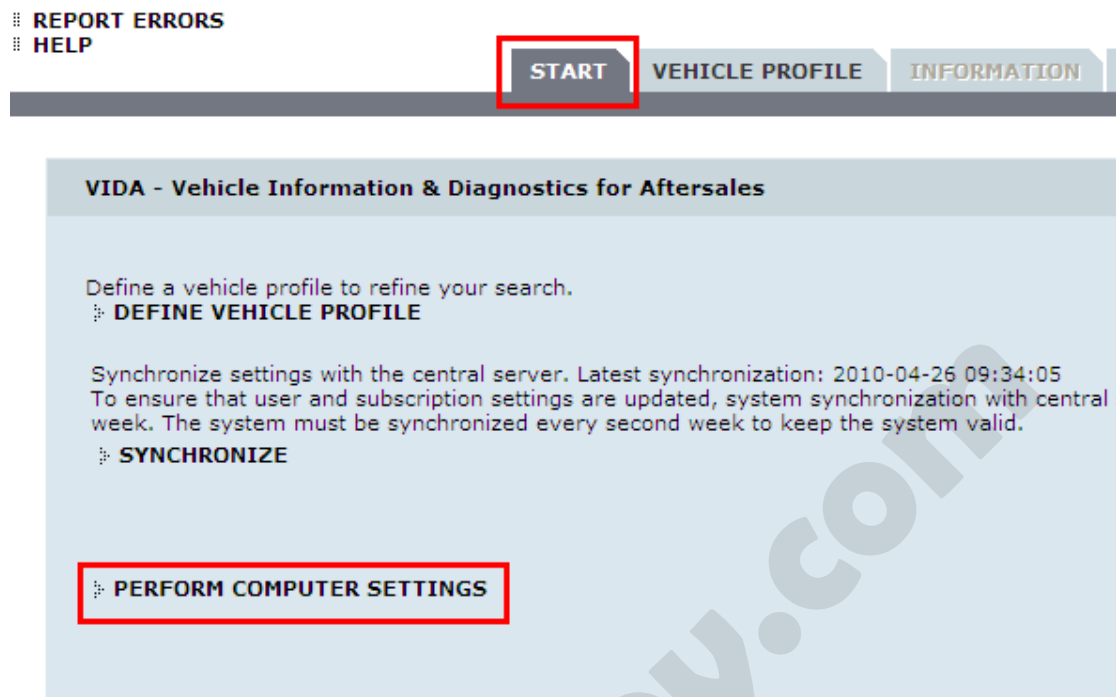 REPORT ERRORS
HELP
START VEHICLE PROFILE INFORMATION
VIDA - Vehicle Information & Diagnostics for Aftersales
Define a vehicle profile to refine your search.
DEFINE VEHICLE PROFILE
Synchronize settings with the central server. Latest synchronization: 2010-04-26 09:34:05
To ensure that user and subscription settings are updated, system synchronization with central
week. The system must be synchronized every second week to keep the system valid.
SYNCHRONIZE
PERFORM COMPUTER SETTINGS
y.com